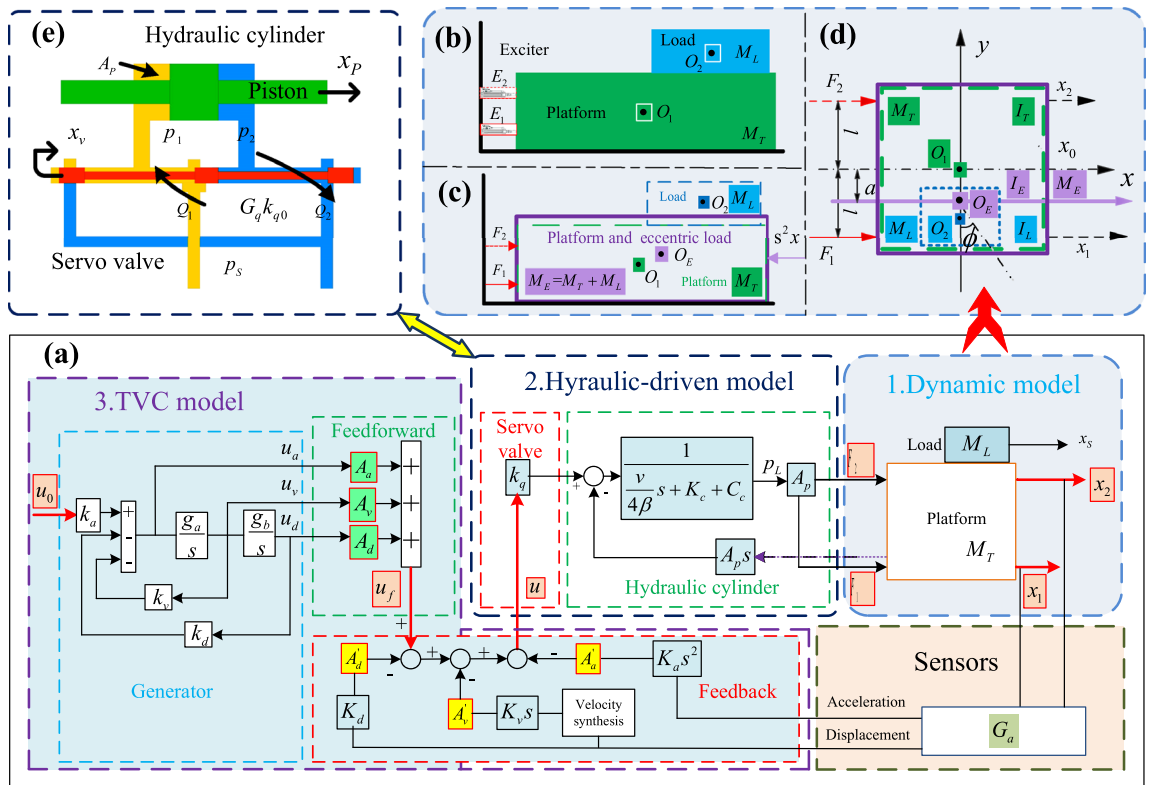 (e)
Hydraulic cylinder
A_P
x_P
Piston
x_v
p_1
p_2
Q_1
G_q k_{q0}
Q_2
Servo valve
p_S
(b)
Exciter
Load
O_2
M_L
E_2
E_1
Platform
O_1
M_T
(c)
Load
O_2
M_L
Platform and eccentric load
s^2 x
F_2
F_1
O_E
O_1
M_E=M_T + M_L
Platform
M_T
(d)
y
F_2
x_2
M_T
I_T
l
O_1
x_0
a
I_E
M_E
x
l
O_E
M_L
O_2
I_L
ϕ
F_1
x_1
(a)
3.TVC model
2.Hyraulic-driven model
1.Dynamic model
Feedforward
Servo
valve
Load
M_L
x_s
u_0
k_a
+
-
-
g_a
s
g_b
s
u_a
u_v
u_d
A_a
A_v
A_d
+
+
+
k_v
k_d
u_f
Generator
k_q
+
-
1
v
4β
s+K_c + C_c
p_L
A_p
A_p s
Hydraulic cylinder
u
Platform
M_T
x_2
x_1
+
A'_d
-
+
-
+
-
A'_a
K_a s^2
Feedback
K_d
A'_v
K_v s
Velocity
synthesis
Sensors
Acceleration
Displacement
G_a